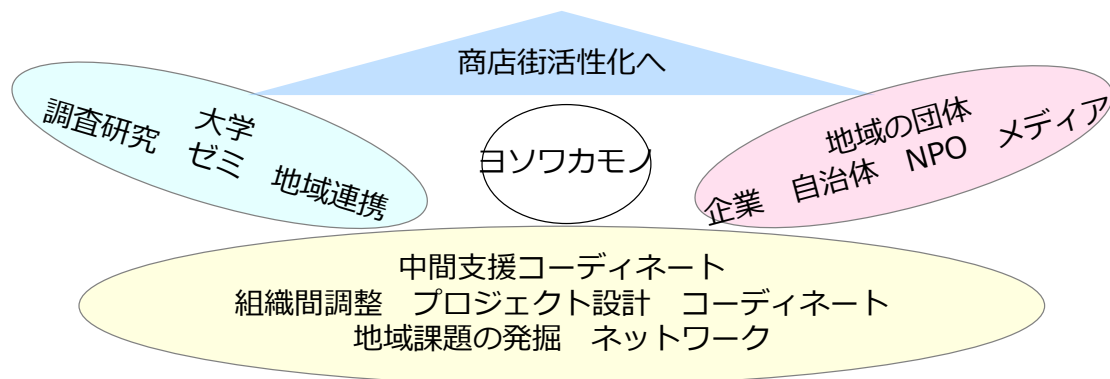 商店街活性化へ
大学
調査研究　ゼミ　地域連携
ヨソワカモノ
地域の団体
企業　自治体　NPO　メディア
中間支援コーディネート
組織間調整　プロジェクト設計　コーディネート
地域課題の発掘　ネットワーク